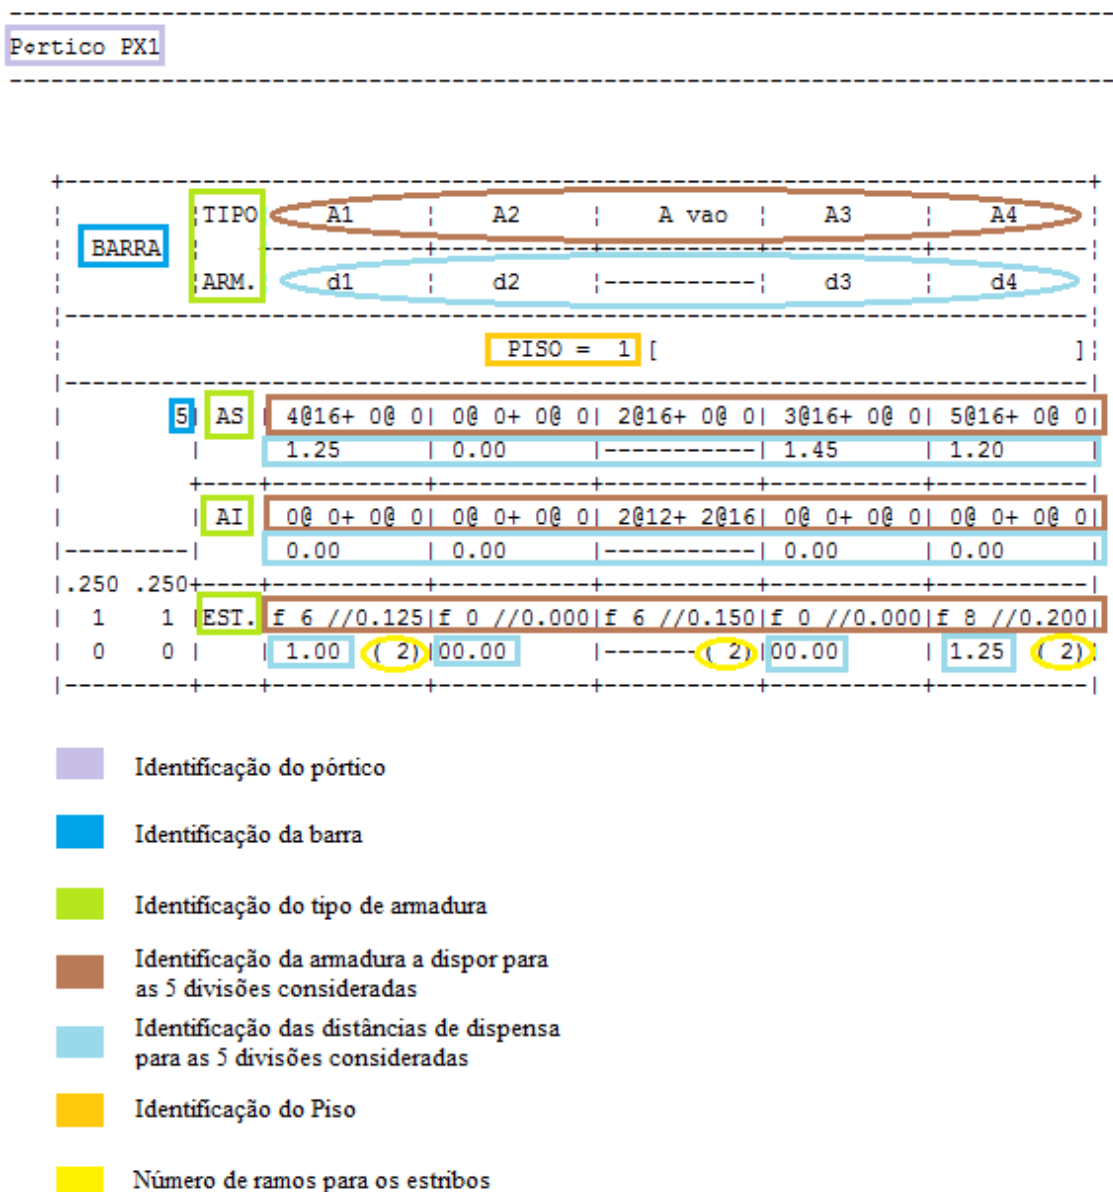 --------------------------------------------------------------------------------
Pórtico PX1
--------------------------------------------------------------------------------
+--------------------------------------------------------------------------+
¦ ¦TIPO A1 ¦ A2 ¦ A vao ¦ A3 ¦ A4 ¦
¦ BARRA ¦ +-----------+-----------+-----------+-----------+-----------¦
¦ ¦ARM. d1 ¦ d2 ¦-----------¦ d3 ¦ d4 ¦
¦--------------------------------------------------------------------------¦
¦ PISO = 1 [ ]¦
|--------------------------------------------------------------------------|
| 5| AS | 4@16+ 0@ 0| 0@ 0+ 0@ 0| 2@16+ 0@ 0| 3@16+ 0@ 0| 5@16+ 0@ 0|
| | 1.25 | 0.00 |-----------| 1.45 | 1.20 |
| +----+-----------+-----------+-----------+-----------+-----------|
| | AI 0@ 0+ 0@ 0| 0@ 0+ 0@ 0| 2@12+ 2@16| 0@ 0+ 0@ 0| 0@ 0+ 0@ 0|
|---------| 0.00 | 0.00 |-----------| 0.00 | 0.00 |
|.250 .250+----+-----------+-----------+-----------+-----------+-----------|
| 1 1 |EST. f 6 //0.125|f 0 //0.000|f 6 //0.150|f 0 //0.000|f 8 //0.200|
| 0 0 | | 1.00 ( 2)|00.00 |-------( 2)|00.00 | 1.25 ( 2)¦
|---------+----+-----------+-----------+-----------+-----------+-----------|
Identificação do pórtico
Identificação da barra
Identificação do tipo de armadura
Identificação da armadura a dispor para
as 5 divisões consideradas
Identificação das distâncias de dispensa
para as 5 divisões consideradas
Identificação do Piso
Número de ramos para os estribos